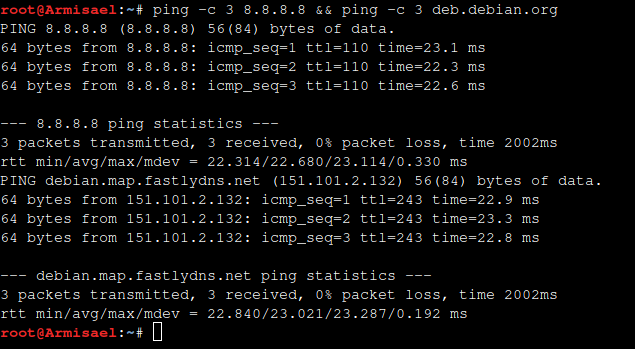 root@Armisael:~# ping -c 3 8.8.8.8 && ping -c 3 deb.debian.org
PING 8.8.8.8 (8.8.8.8) 56(84) bytes of data.
64 bytes from 8.8.8.8: icmp_seq=1 ttl=110 time=23.1 ms
64 bytes from 8.8.8.8: icmp_seq=2 ttl=110 time=22.3 ms
64 bytes from 8.8.8.8: icmp_seq=3 ttl=110 time=22.6 ms

--- 8.8.8.8 ping statistics ---
3 packets transmitted, 3 received, 0% packet loss, time 2002ms
rtt min/avg/max/mdev = 22.314/22.680/23.114/0.330 ms
PING debian.map.fastlydns.net (151.101.2.132) 56(84) bytes of data.
64 bytes from 151.101.2.132: icmp_seq=1 ttl=243 time=22.9 ms
64 bytes from 151.101.2.132: icmp_seq=2 ttl=243 time=23.3 ms
64 bytes from 151.101.2.132: icmp_seq=3 ttl=243 time=22.8 ms

--- debian.map.fastlydns.net ping statistics ---
3 packets transmitted, 3 received, 0% packet loss, time 2002ms
rtt min/avg/max/mdev = 22.840/23.021/23.287/0.192 ms
root@Armisael:~#